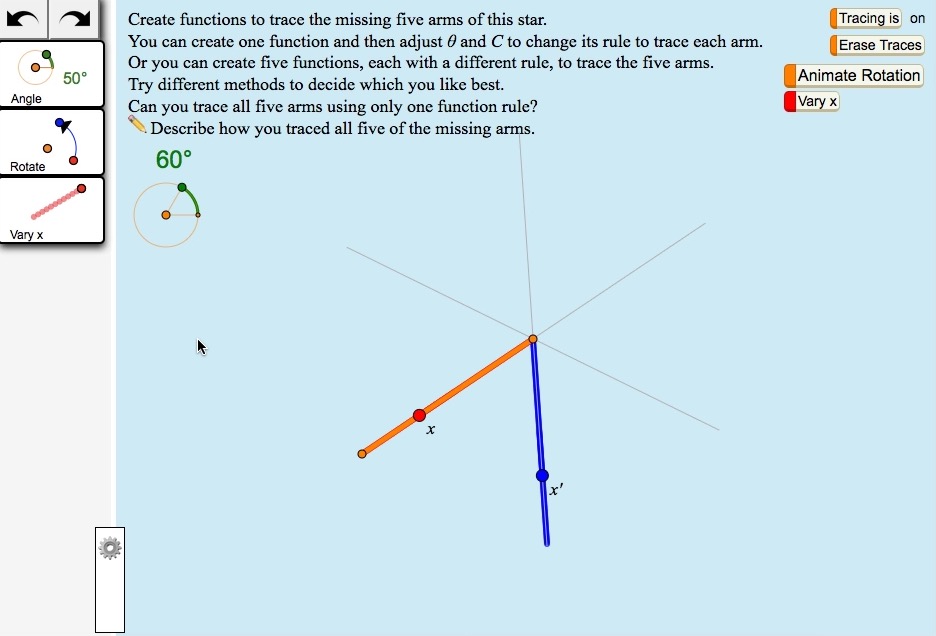 Create functions to trace the missing five arms of this star.
You can create one function and then adjust θ and C to change its rule to trace each arm.
Or you can create five functions, each with a different rule, to trace the five arms.
Try different methods to decide which you like best.
Can you trace all five arms using only one function rule?
Describe how you traced all five of the missing arms.
Tracing is on
Erase Traces
Animate Rotation
Vary x
50°
Angle
Rotate
Vary x
60°
x
x'